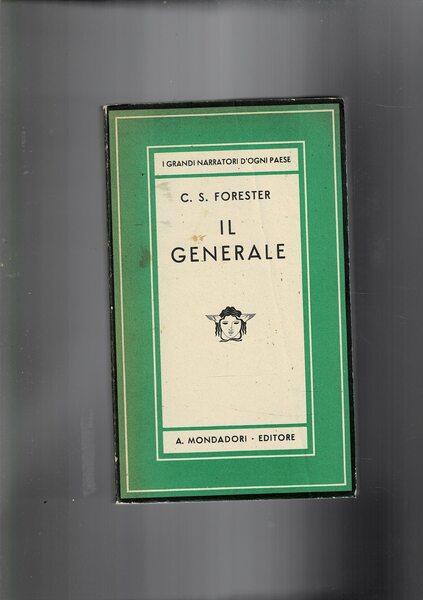 I GRANDI NARRATORI D'OGNI PAESE
C. S. FORESTER
IL
GENERALE
A. MONDADORI · EDITORE